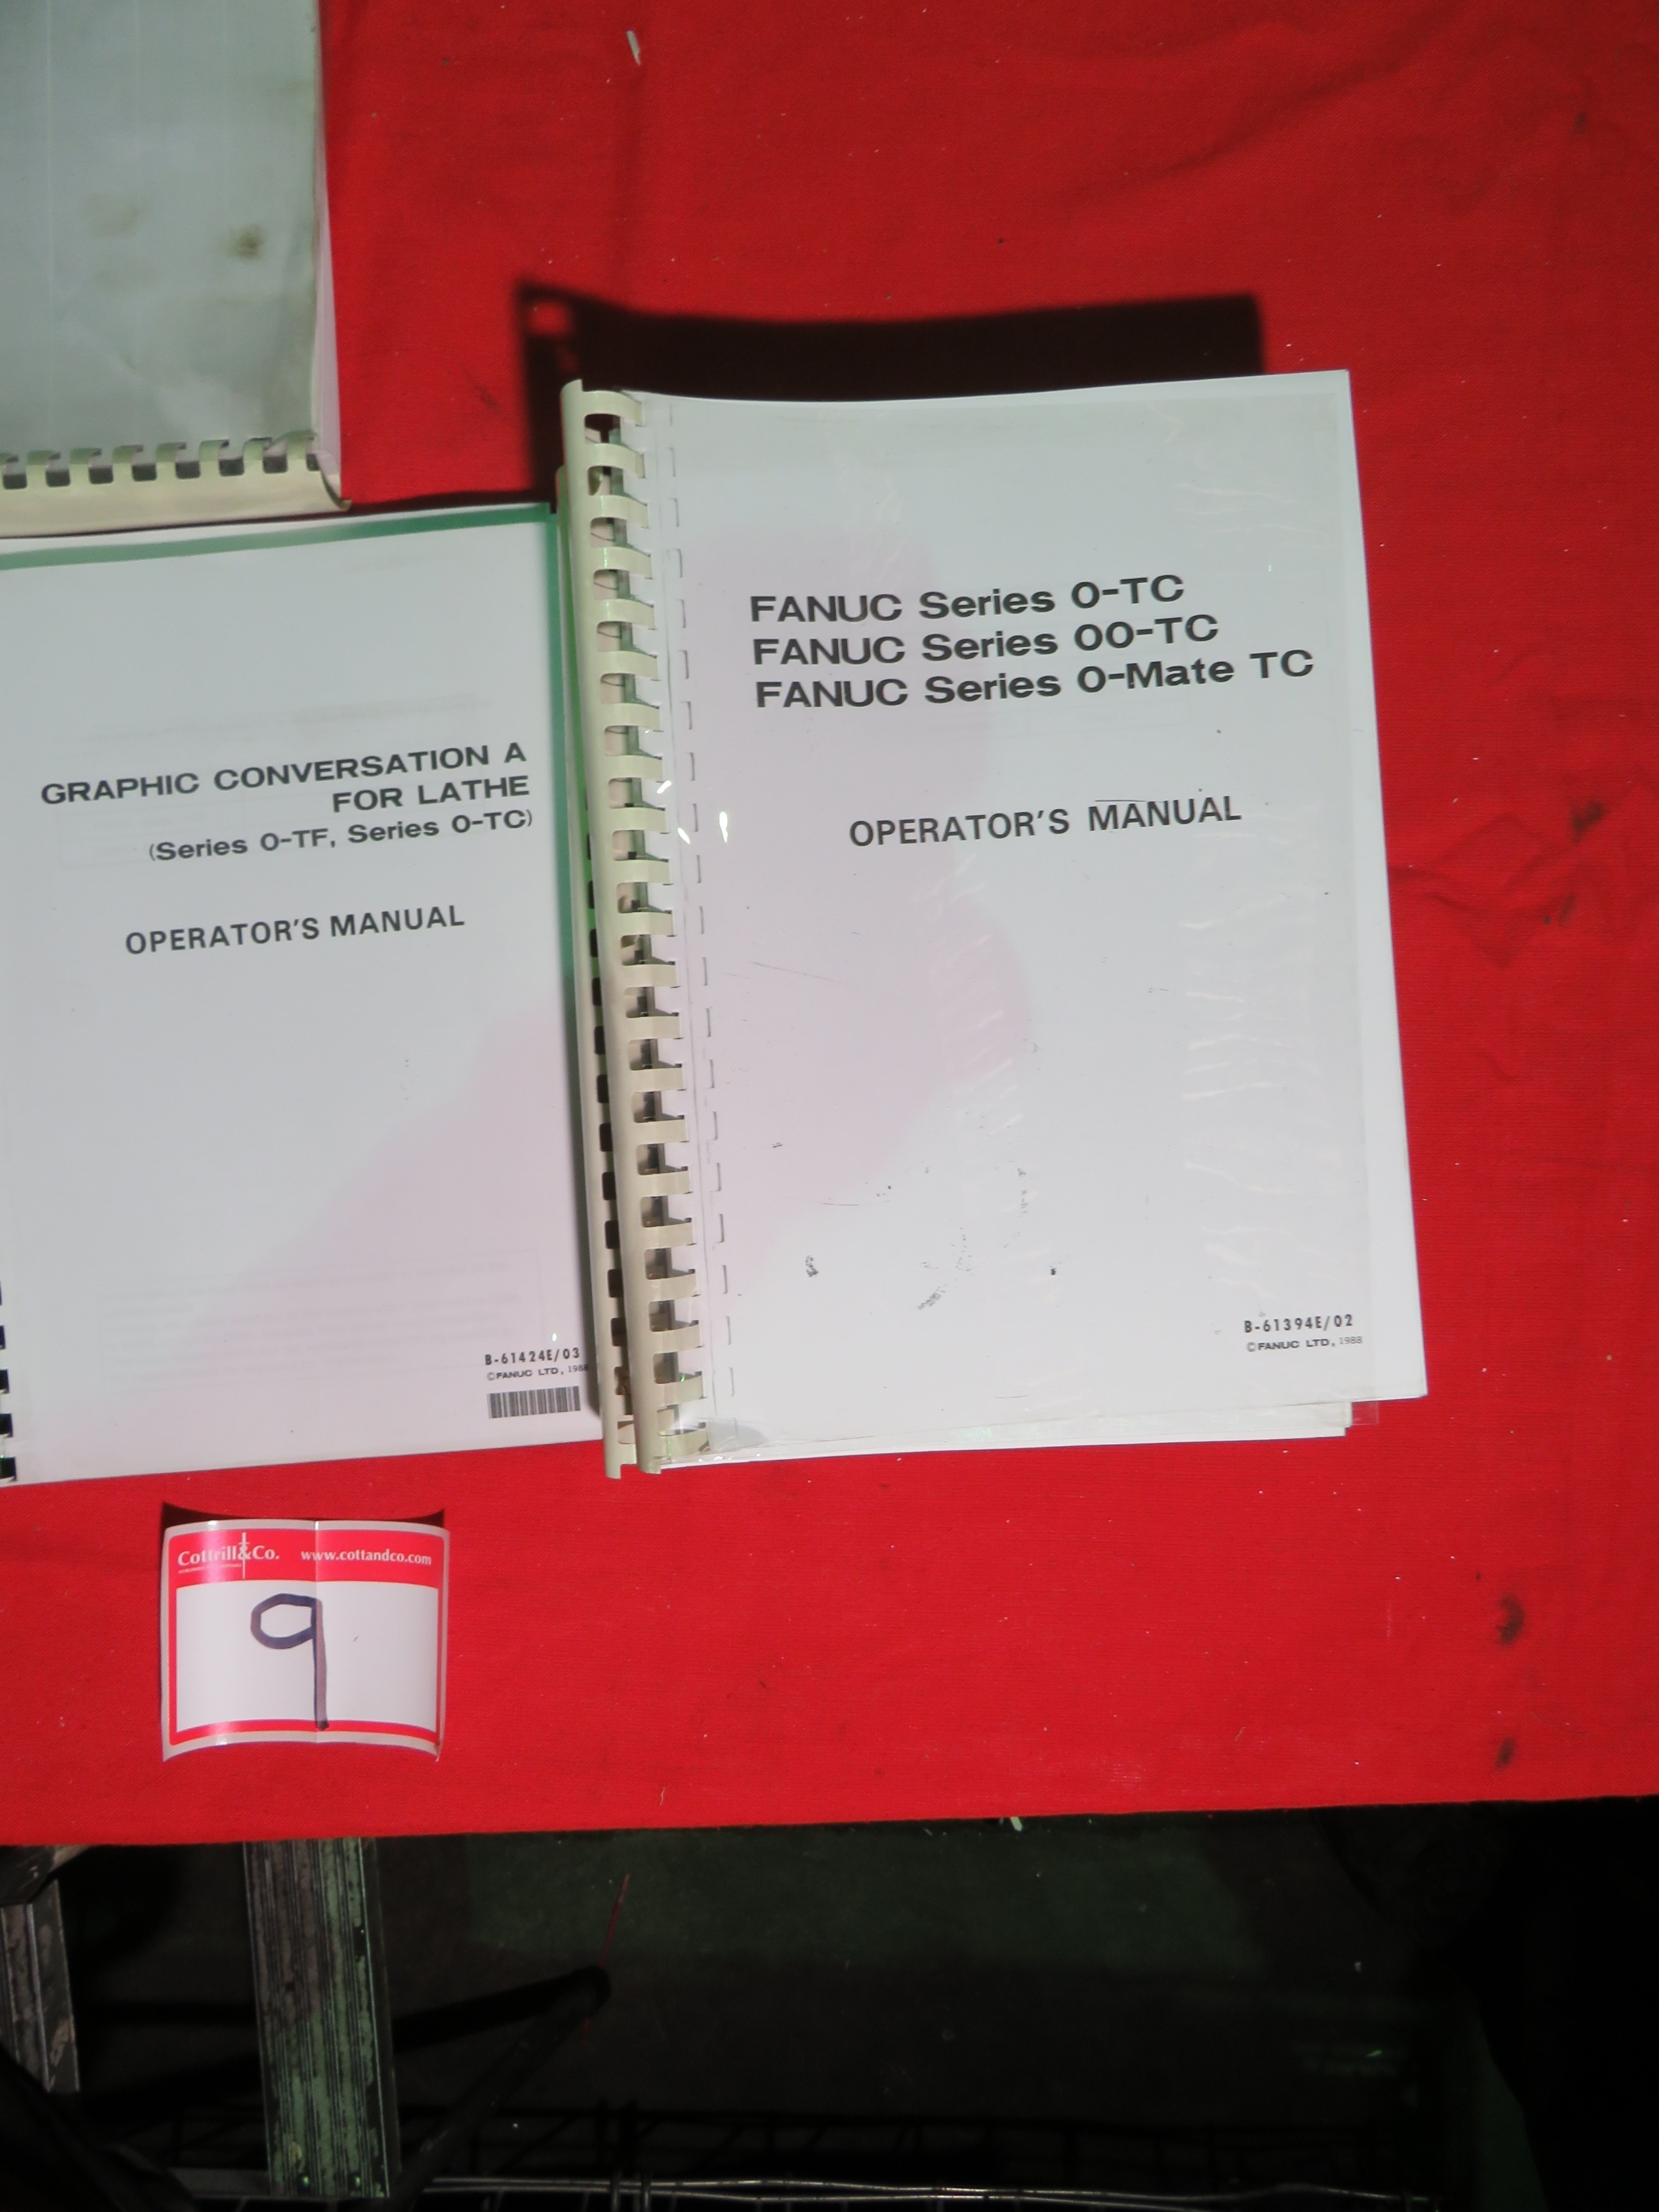 FANUC Series 0-TC
FANUC Series 00-TC
FANUC Series 0-Mate TC
OPERATOR'S MANUAL
B-61394E/02
©FANUC LTD, 1988
GRAPHIC CONVERSATION A
FOR LATHE
(Series 0-TF, Series 0-TC)
OPERATOR'S MANUAL
B-61424E/03
©FANUC LTD, 1988
Cottrill&Co. www.cottandco.com
9